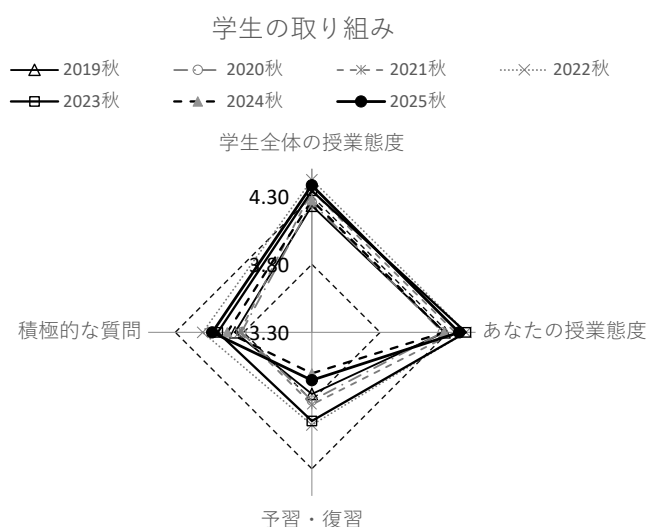 学生の取り組み
2019秋 2020秋 2021秋 2022秋
2023秋 2024秋 2025秋
学生全体の授業態度
4.30
3.80
積極的な質問 3.30 あなたの授業態度
予習・復習